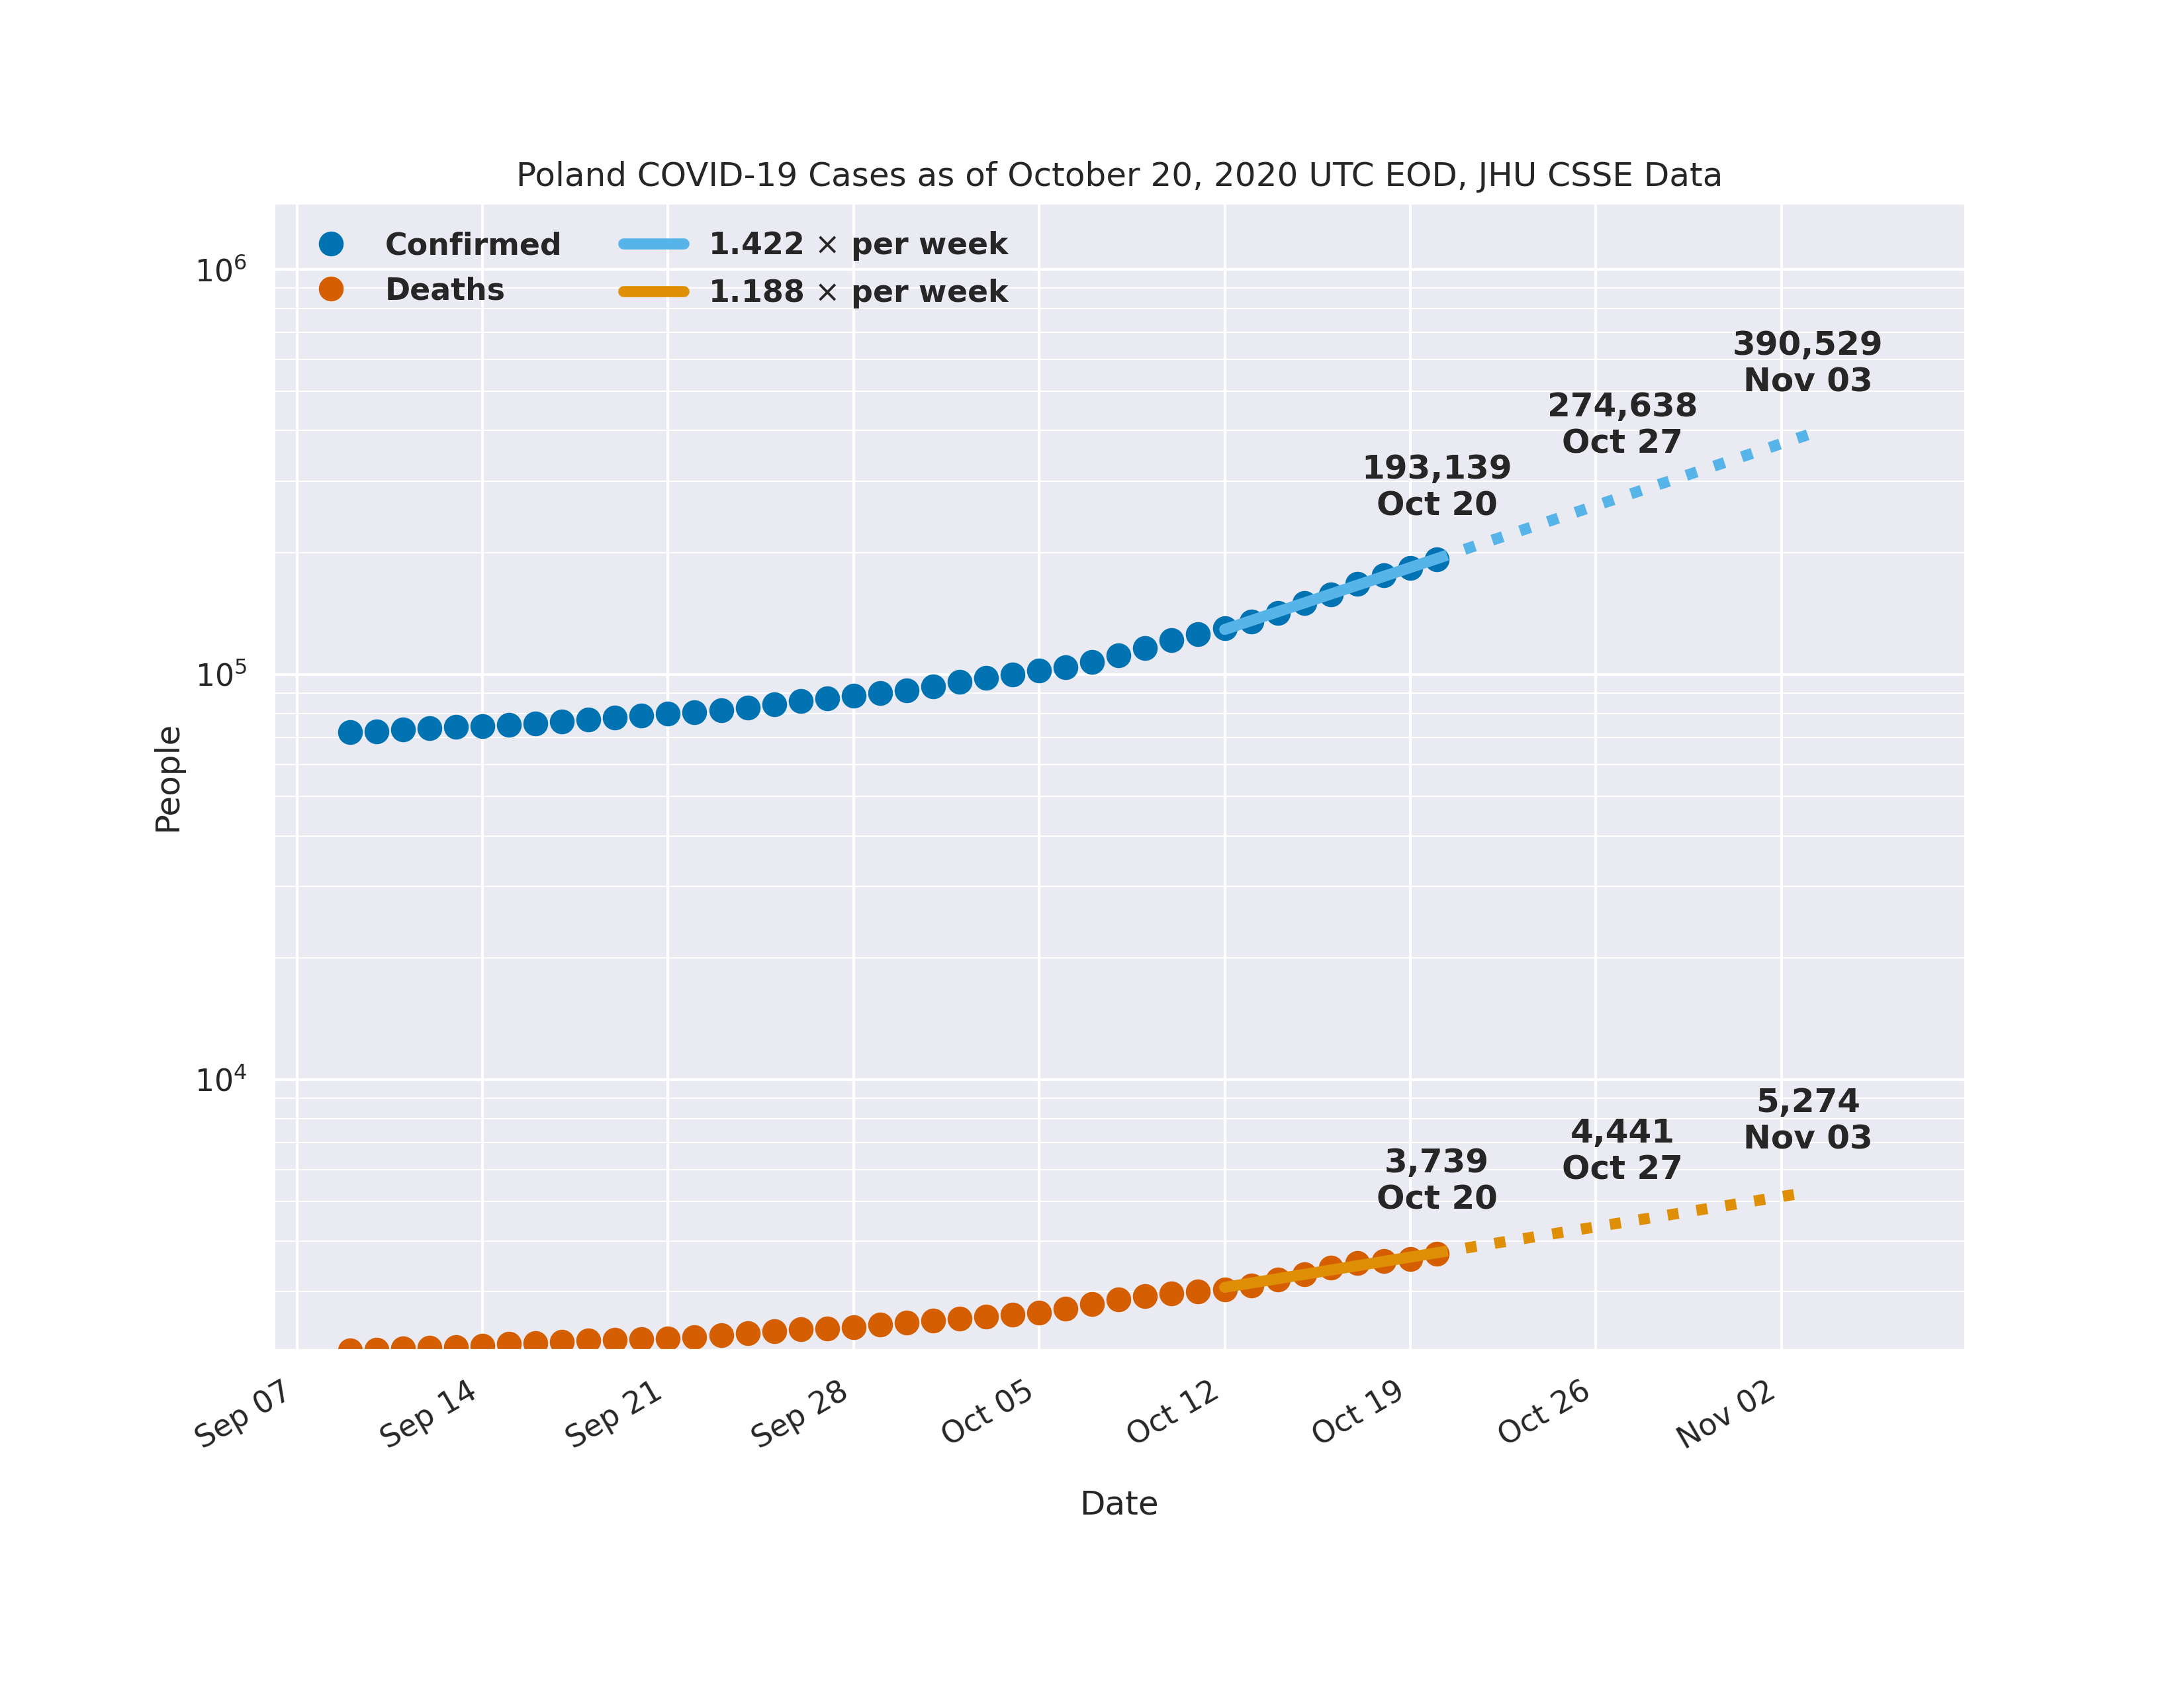 Poland COVID-19 Cases as of October 20, 2020 UTC EOD, JHU CSSE Data
Confirmed
Deaths
1.422 × per week
1.188 × per week
390,529
Nov 03
274,638
Oct 27
193,139
Oct 20
5,274
Nov 03
4,441
Oct 27
3,739
Oct 20
10⁶
10⁵
10⁴
People
Sep 07
Sep 14
Sep 21
Sep 28
Oct 05
Oct 12
Oct 19
Oct 26
Nov 02
Date